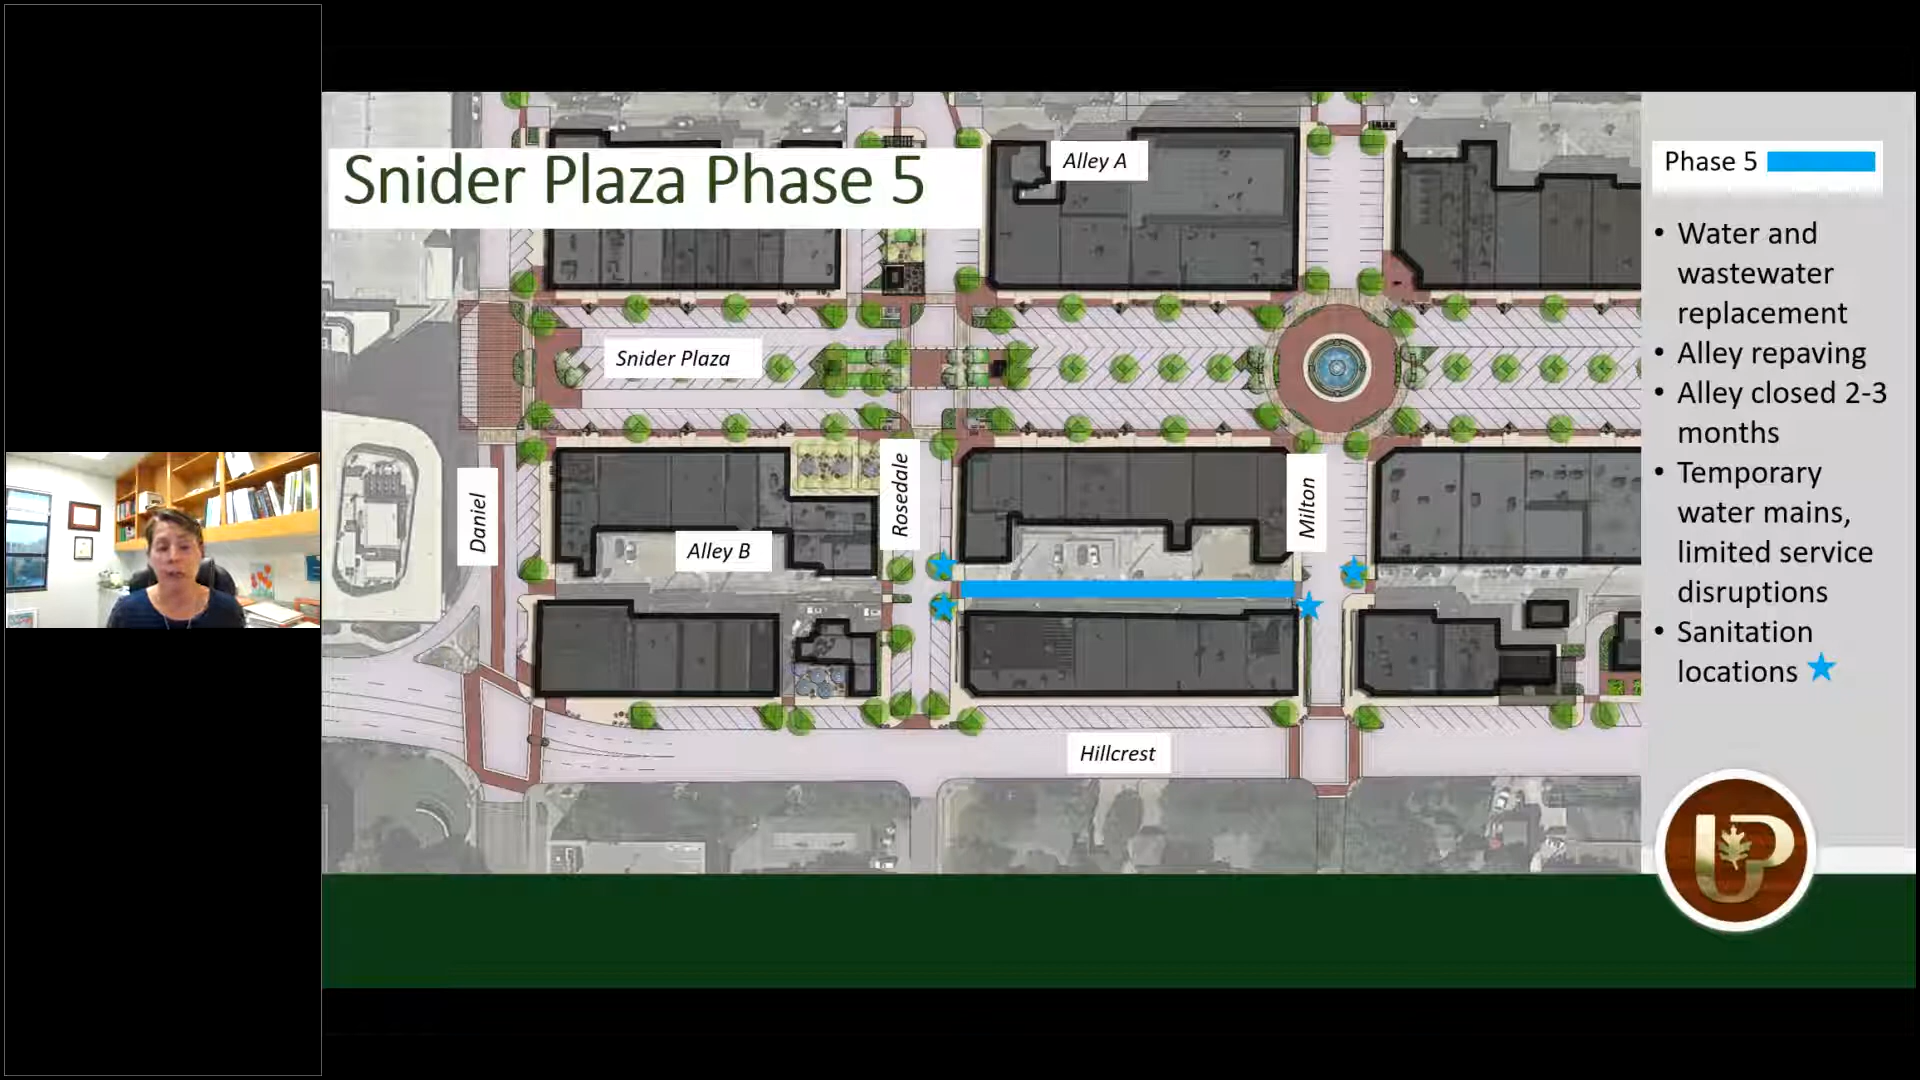 Snider Plaza Phase 5
Alley A
Snider Plaza
Daniel
Rosedale
Milton
Alley B
Hillcrest
Phase 5
• Water and
wastewater
replacement
• Alley repaving
• Alley closed 2-3
months
• Temporary
water mains,
limited service
disruptions
• Sanitation
locations
UP